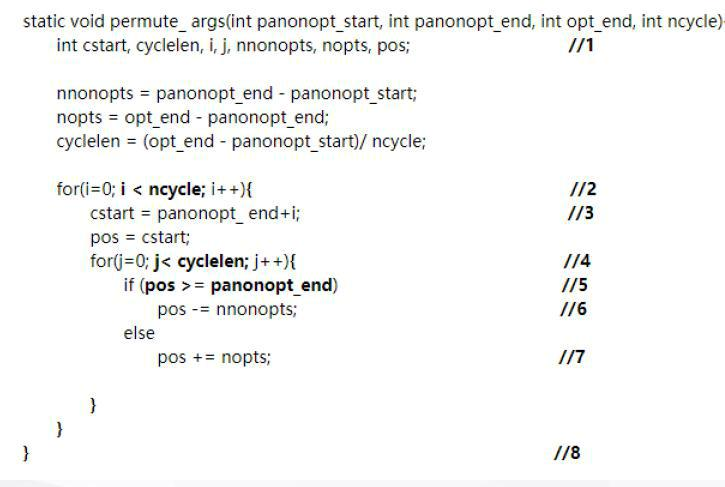 static void permute_ args(int panonopt_start, int panonopt_end, int opt_end, int ncycle)
int cstart, cyclelen, i, j, nnonopts, nopts, pos; //1
nnonopts = panonopt_end - panonopt_start;
nopts = opt_end - panonopt_end;
cyclelen = (opt_end - panonopt_start)/ ncycle;
for(i=0; i < ncycle; i++){ //2
cstart = panonopt_ end+i; //3
pos = cstart;
for(j=0; j< cyclelen; j++){ //4
if (pos >= panonopt_end) //5
pos -= nnonopts; //6
else
pos += nopts; //7
}
}
} //8